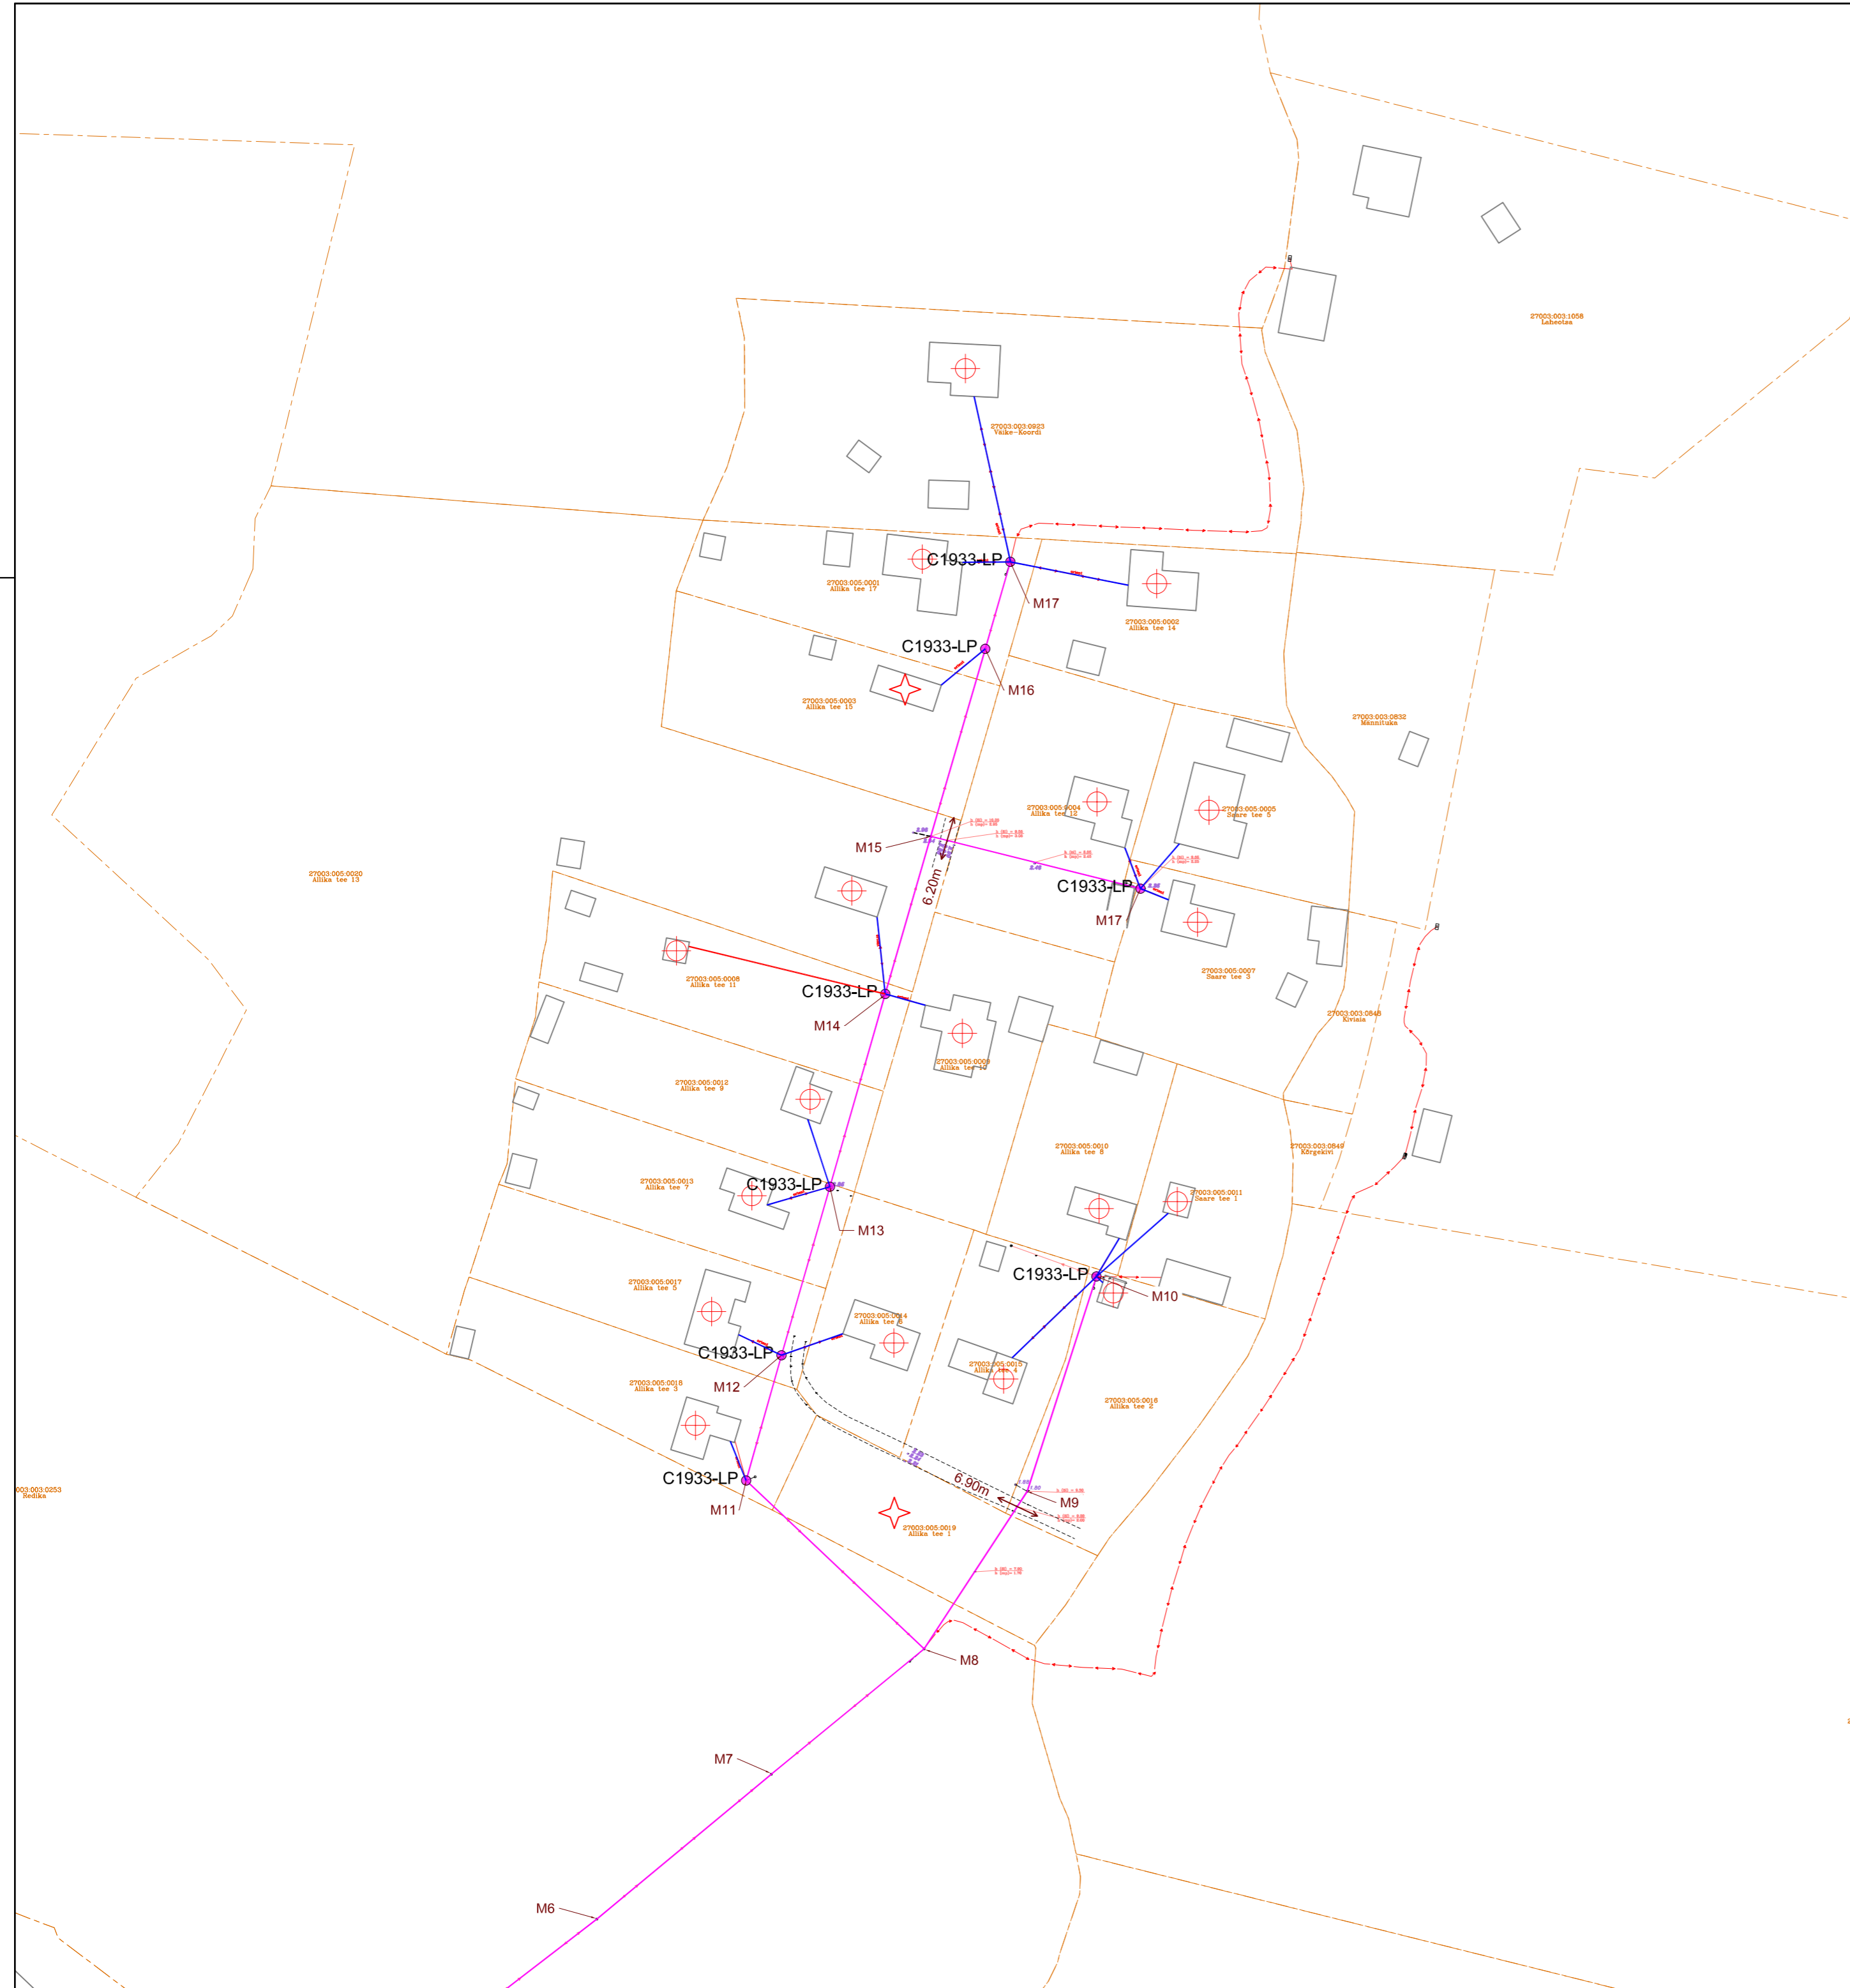 27003:003:1058
Laheotsa
27003:003:0923
Väike-Koordi
C1933-LP
27003:005:0001
Allika tee 17
M17
27003:005:0002
Allika tee 14
C1933-LP
M16
27003:005:0003
Allika tee 15
27003:003:0832
Männituka
27003:005:0004
Allika tee 12
27003:005:0005
Saare tee 5
M15
6.20m
27003:005:0020
Allika tee 13
C1933-LP
M17
27003:005:0007
Saare tee 3
27003:005:0008
Allika tee 11
C1933-LP
M14
27003:003:0848
Kiviaia
27003:005:0009
Allika tee 10
27003:005:0012
Allika tee 9
27003:005:0010
Allika tee 8
27003:003:0849
Kõrgekivi
27003:005:0013
Allika tee 7
C1933-LP
27003:005:0011
Saare tee 1
M13
C1933-LP
M10
27003:005:0017
Allika tee 5
27003:005:0014
Allika tee 6
C1933-LP
27003:005:0015
Allika tee 4
M12
27003:005:0018
Allika tee 3
27003:005:0016
Allika tee 2
C1933-LP
6.90m
003:003:0253
Redika
M9
M11
27003:005:0019
Allika tee 1
M8
M7
M6